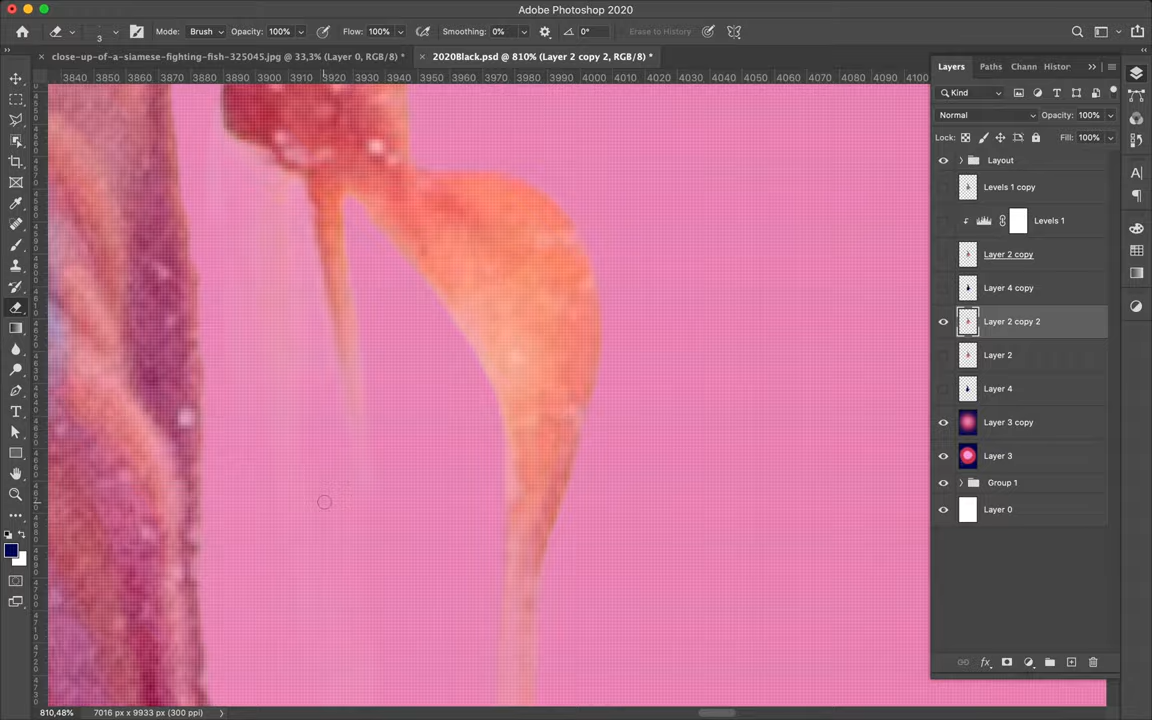 Adobe Photoshop 2020
3
Mode: Brush Opacity: 100% Flow: 100% Smoothing: 0% 0° Erase to History
close-up-of-a-siamese-fighting-fish-325045.jpg @ 33,3% (Layer 0, RGB/8) *
2020Black.psd @ 810% (Layer 2 copy 2, RGB/8) *
3840 3850 3860 3870 3880 3890 3900 3910 3920 3930 3940 3950 3960 3970 3980 3990 4000 4010 4020 4030 4040 4050 4060 4070 4080 4090 4100
Layers Paths Chann Histor
Kind
Normal Opacity: 100%
Lock: Fill: 100%
Layout
Levels 1 copy
Levels 1
Layer 2 copy
Layer 4 copy
Layer 2 copy 2
Layer 2
Layer 4
Layer 3 copy
Layer 3
Group 1
Layer 0
810,48% 7016 px x 9933 px (300 ppi)